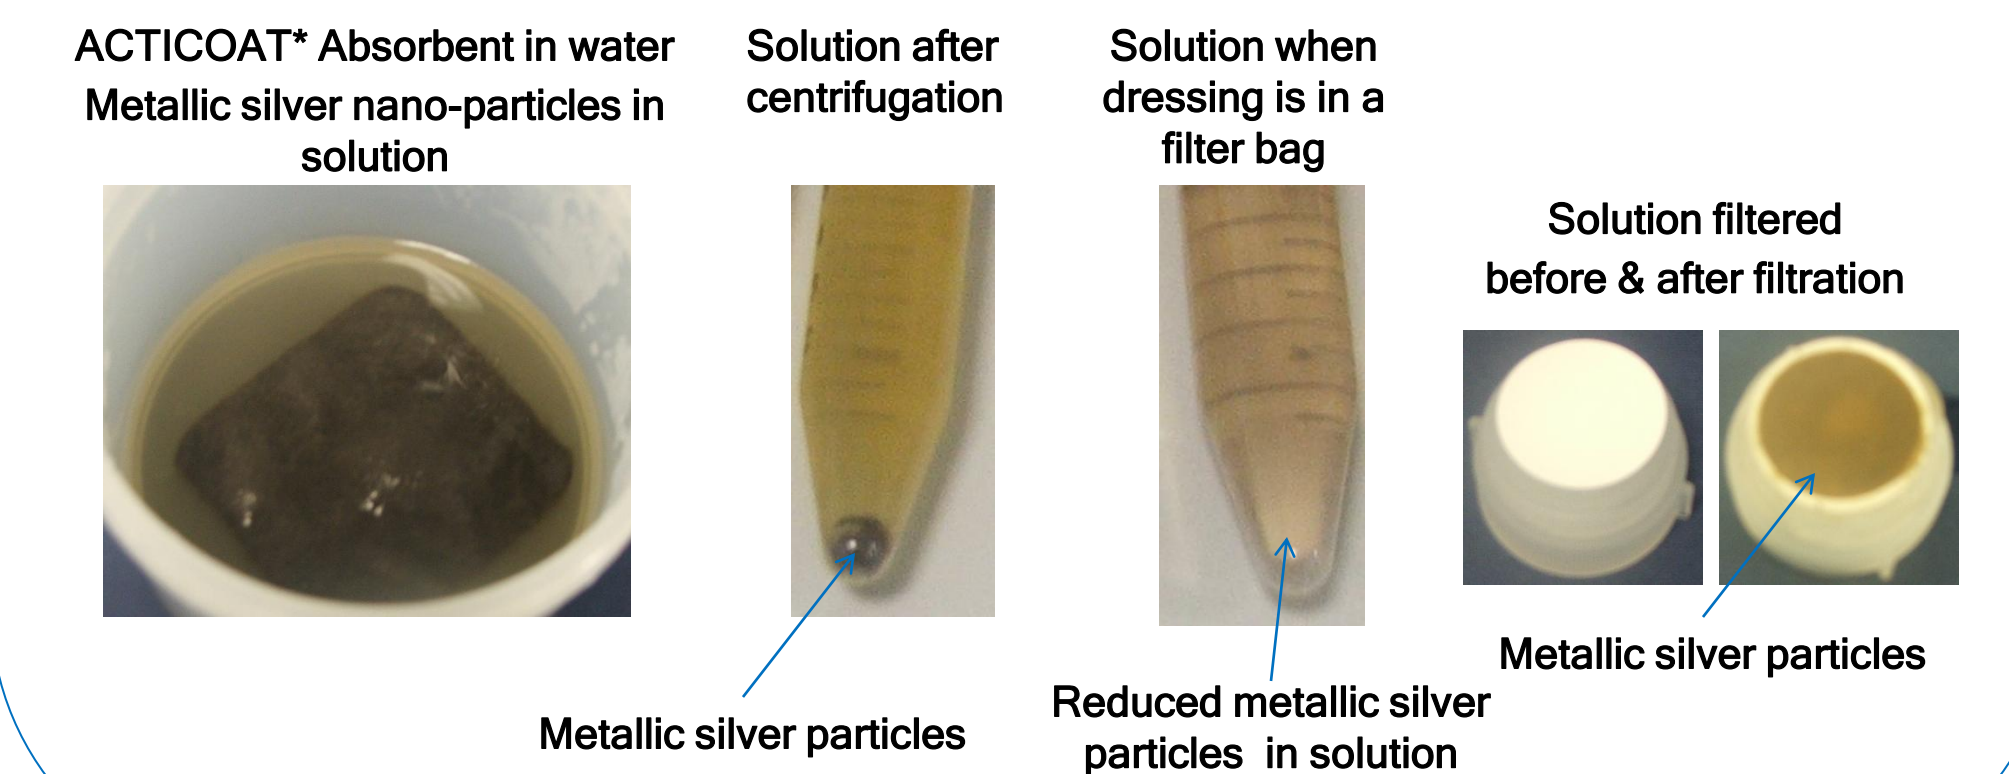 ACTICOAT* Absorbent in water
Metallic silver nano-particles in
solution
Solution after
centrifugation
Solution when
dressing is in a
filter bag
Solution filtered
before & after filtration
Metallic silver particles
Reduced metallic silver
particles  in solution
Metallic silver particles